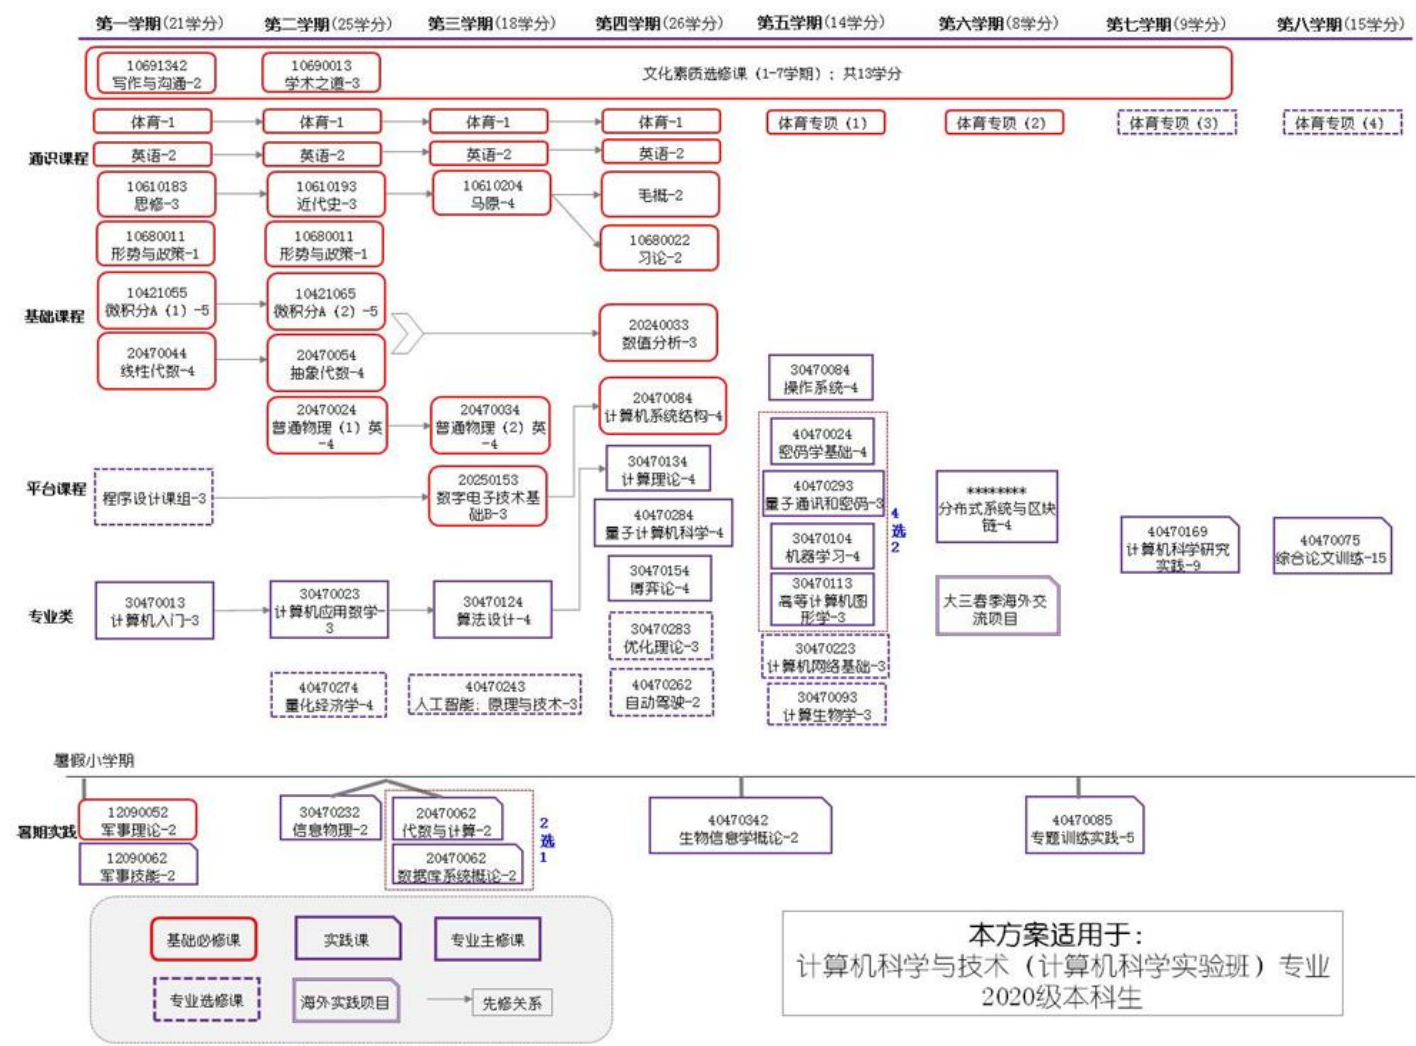 第一学期(21学分)
第二学期(25学分)
第三学期(18学分)
第四学期(26学分)
第五学期(14学分)
第六学期(8学分)
第七学期(9学分)
第八学期(15学分)
10691342
写作与沟通-2
10690013
学术之道-3
文化素质选修课（1-7学期）；共13学分
体育-1
体育-1
体育-1
体育-1
体育专项（1）
体育专项（2）
体育专项（3）
体育专项（4）
通识课程
英语-2
英语-2
英语-2
英语-2
10610183
思修-3
10610193
近代史-3
10610204
马原-4
毛概-2
10680011
形势与政策-1
10680011
形势与政策-1
10680022
习论-2
基础课程
10421055
微积分A（1）-5
10421065
微积分A（2）-5
20240033
数值分析-3
20470044
线性代数-4
20470054
抽象代数-4
30470084
操作系统-4
20470024
普通物理（1）英
-4
20470034
普通物理（2）英
-4
20470084
计算机系统结构-4
40470024
密码学基础-4
平台课程
程序设计课组-3
20250153
数字电子技术基
础B-3
30470134
计算理论-4
40470293
量子通讯和密码-3
********
分布式系统与区块
链-4
40470284
量子计算机科学-4
30470104
机器学习-4
4
选
2
40470169
计算机科学研究
实践-9
40470075
综合论文训练-15
专业类
30470013
计算机入门-3
30470023
计算机应用数学-
3
30470124
算法设计-4
30470154
博弈论-4
30470113
高等计算机图
形学-3
大三春季海外交
流项目
30470283
优化理论-3
30470223
计算机网络基础-3
40470274
量化经济学-4
40470243
人工智能：原理与技术-3
40470262
自动驾驶-2
30470093
计算生物学-3
暑假小学期
暑期实践
12090052
军事理论-2
12090062
军事技能-2
30470232
信息物理-2
20470062
代数与计算-2
20470062
数据库系统概论-2
2
选
1
40470342
生物信息学概论-2
40470085
专题训练实践-5
基础必修课
实践课
专业主修课
专业选修课
海外实践项目
先修关系
本方案适用于：
计算机科学与技术（计算机科学实验班）专业
2020级本科生